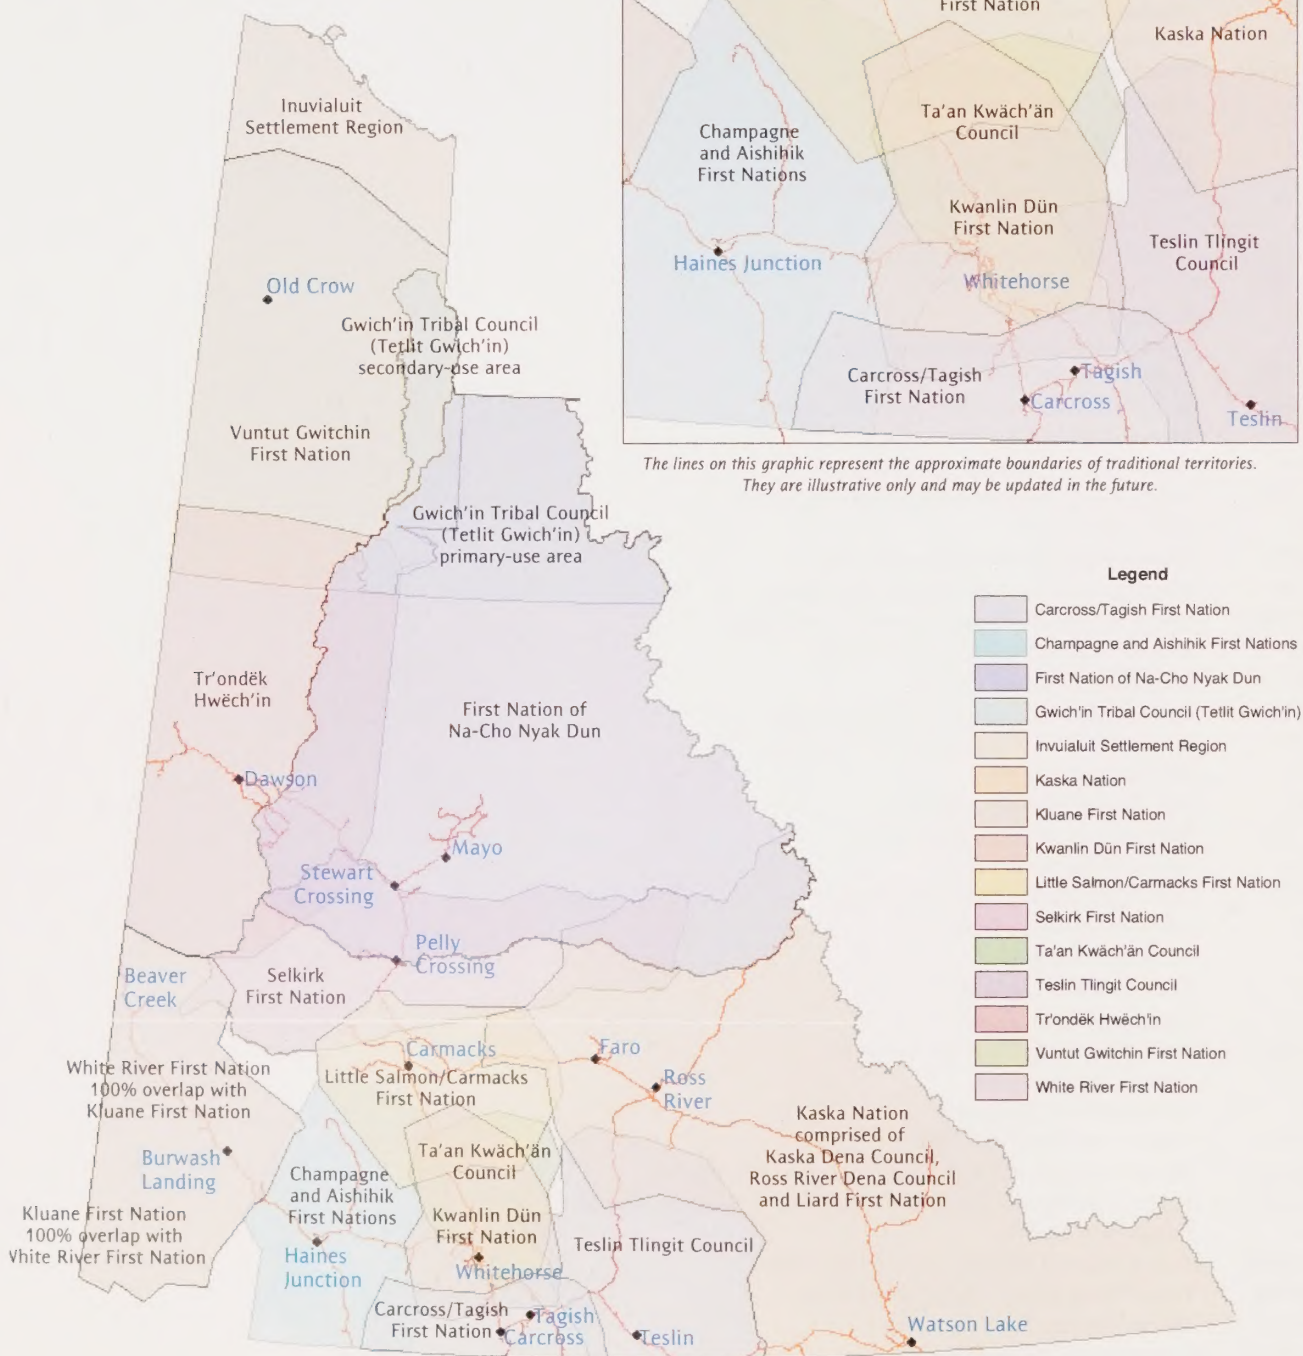 First Nation
Kaska Nation
Ta'an Kwäch'än
Council
Champagne
and Aishihik
First Nations
Kwanlin Dün
First Nation
Teslin Tlingit
Council
Haines Junction
Whitehorse
Carcross/Tagish
First Nation
Tagish
Carcross
Teslin
The lines on this graphic represent the approximate boundaries of traditional territories.
They are illustrative only and may be updated in the future.
Inuvialuit
Settlement Region
Old Crow
Gwich'in Tribal Council
(Tetlit Gwich'in)
secondary-use area
Vuntut Gwitchin
First Nation
Gwich'in Tribal Council
(Tetlit Gwich'in)
primary-use area
Tr'ondëk
Hwëch'in
First Nation of
Na-Cho Nyak Dun
Dawson
Mayo
Stewart
Crossing
Pelly
Crossing
Beaver
Creek
Selkirk
First Nation
Carmacks
Faro
Ross
River
White River First Nation
100% overlap with
Kluane First Nation
Little Salmon/Carmacks
First Nation
Kaska Nation
comprised of
Kaska Dena Council,
Ross River Dena Council
and Liard First Nation
Burwash
Landing
Ta'an Kwäch'än
Council
Champagne
and Aishihik
First Nations
Kluane First Nation
100% overlap with
White River First Nation
Kwanlin Dün
First Nation
Teslin Tlingit Council
Haines
Junction
Whitehorse
Carcross/Tagish
First Nation
Tagish
Carcross
Teslin
Watson Lake
Legend
Carcross/Tagish First Nation
Champagne and Aishihik First Nations
First Nation of Na-Cho Nyak Dun
Gwich'in Tribal Council (Tetlit Gwich'in)
Invuialuit Settlement Region
Kaska Nation
Kluane First Nation
Kwanlin Dün First Nation
Little Salmon/Carmacks First Nation
Selkirk First Nation
Ta'an Kwäch'än Council
Teslin Tlingit Council
Tr'ondëk Hwëch'in
Vuntut Gwitchin First Nation
White River First Nation